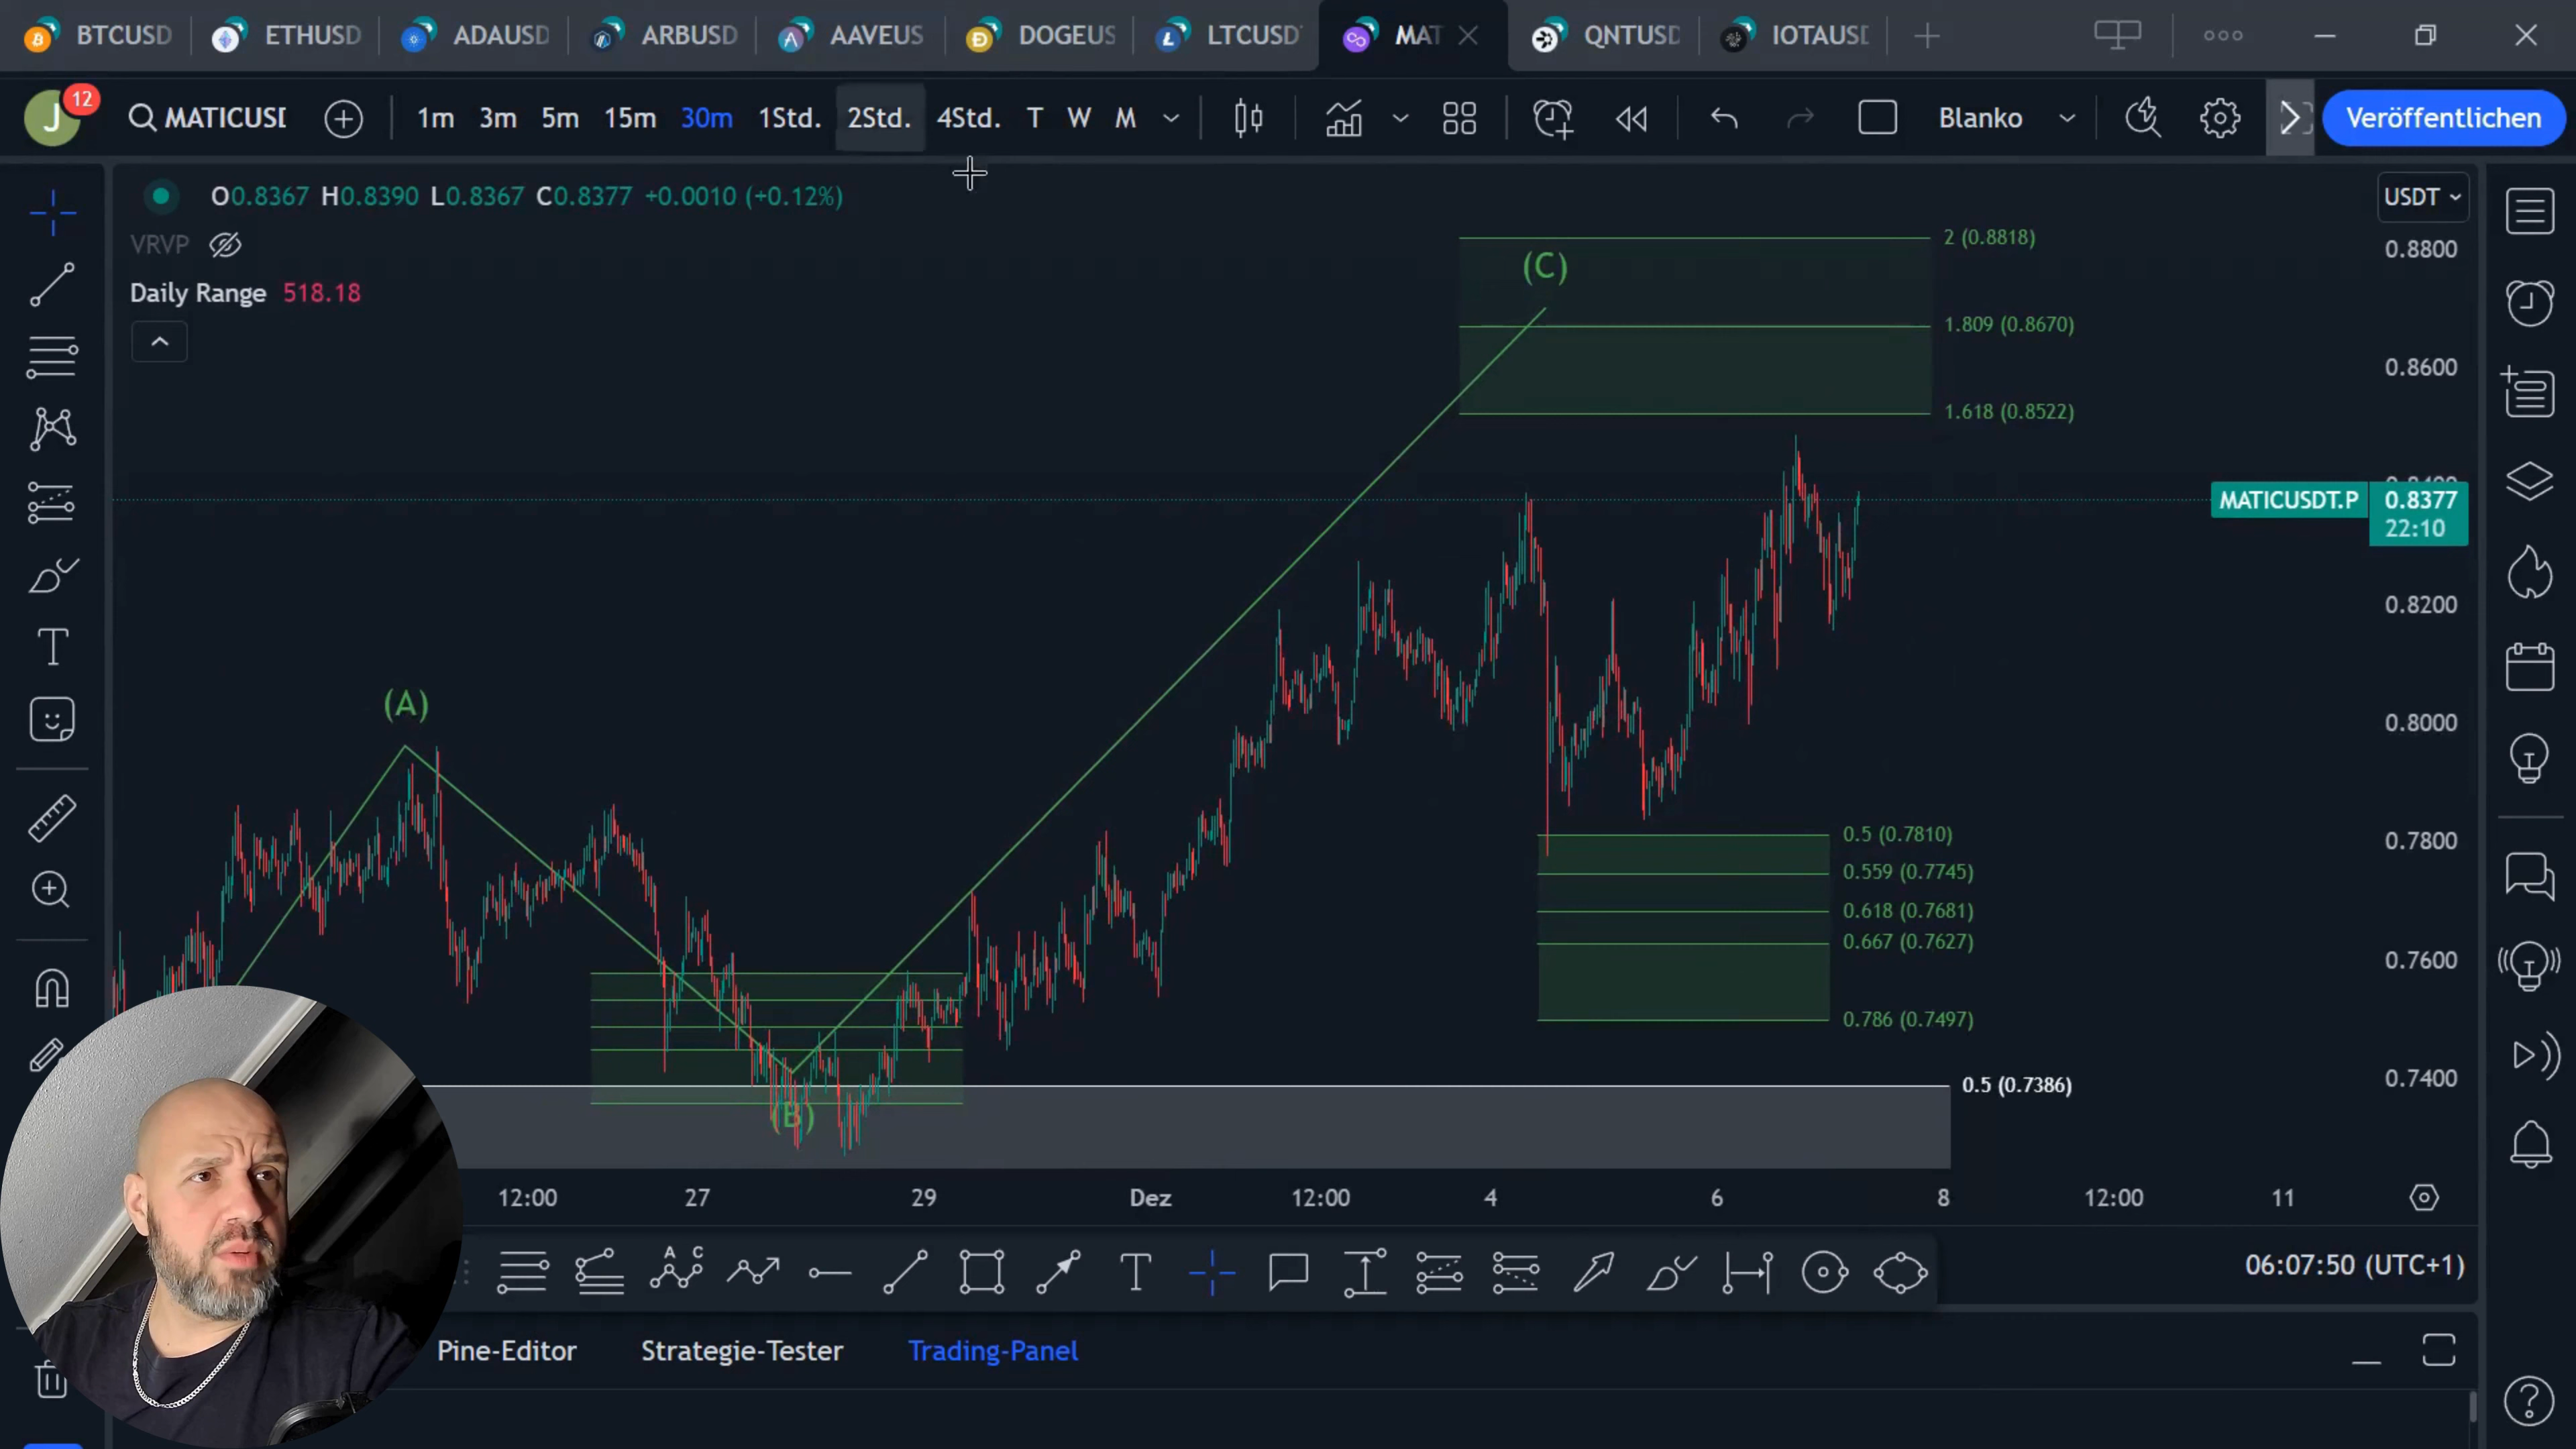 BTCUSD ETHUSD ADAUSD ARBUSD AAVEUS DOGEUS LTCUSDT MAT QNTUSD IOTAUSD
J 12 MATICUSD 1m 3m 5m 15m 30m 1Std. 2Std. 4Std. T W M Blanko Veröffentlichen
O0.8367 H0.8390 L0.8367 C0.8377 +0.0010 (+0.12%)
USDT
VRVP
Daily Range 518.18
2 (0.8818)
0.8800
(C)
1.809 (0.8670)
0.8600
1.618 (0.8522)
MATICUSDT.P 0.8377
22:10
0.8200
(A)
0.8000
0.5 (0.7810)
0.7800
0.559 (0.7745)
0.618 (0.7681)
0.667 (0.7627)
0.7600
0.786 (0.7497)
0.5 (0.7386)
0.7400
(B)
12:00 27 29 Dez 12:00 4 6 8 12:00 11
A C
T
06:07:50 (UTC+1)
Pine-Editor Strategie-Tester Trading-Panel